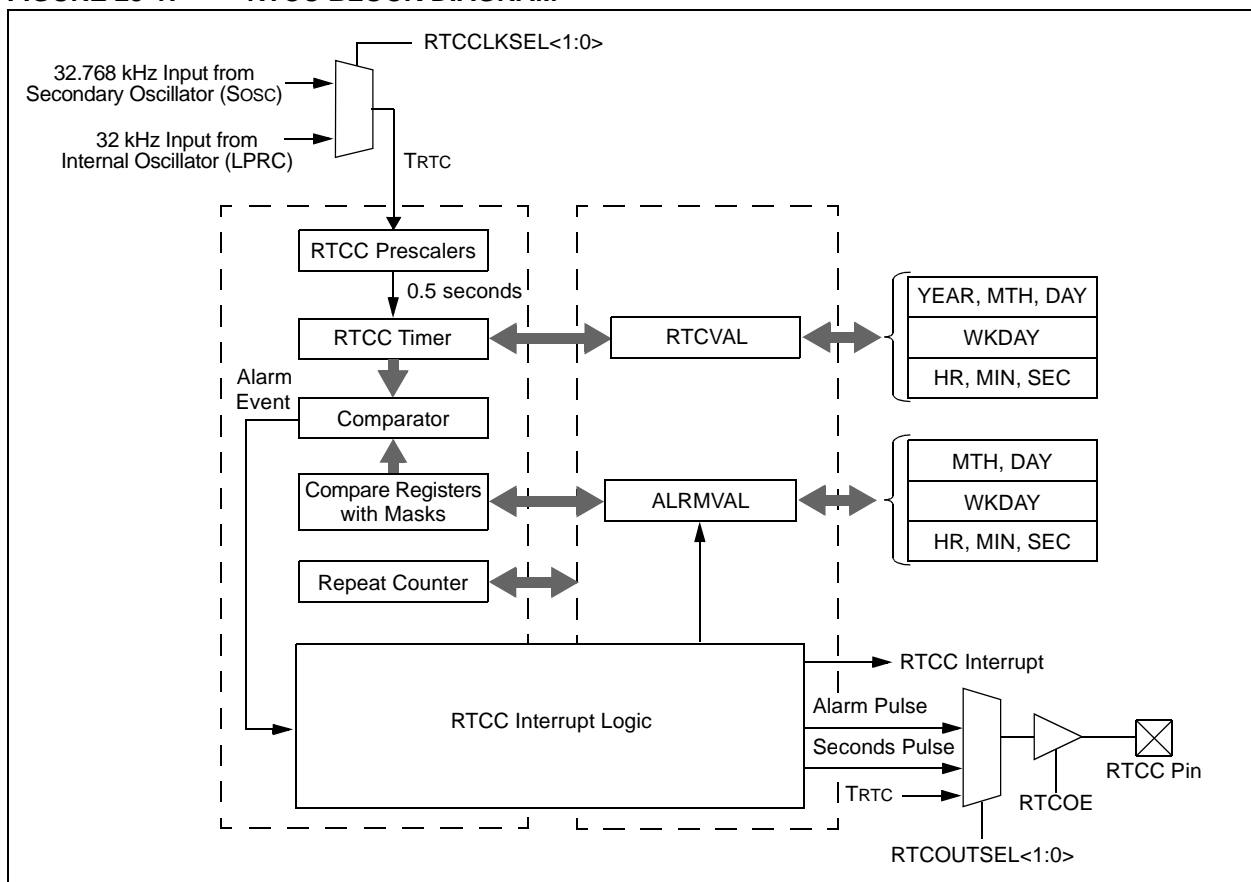 RTCCLKSEL<1:0>
32.768 kHz Input from
Secondary Oscillator (SOSC)
32 kHz Input from
Internal Oscillator (LPRC)
TRTC
RTCC Prescalers
0.5 seconds
RTCC Timer
RTCVAL
YEAR, MTH, DAY
WKDAY
HR, MIN, SEC
Alarm
Event
Comparator
Compare Registers
with Masks
ALRMVAL
MTH, DAY
WKDAY
HR, MIN, SEC
Repeat Counter
RTCC Interrupt Logic
RTCC Interrupt
Alarm Pulse
Seconds Pulse
TRTC
RTCC Pin
RTCOE
RTCOUTSEL<1:0>